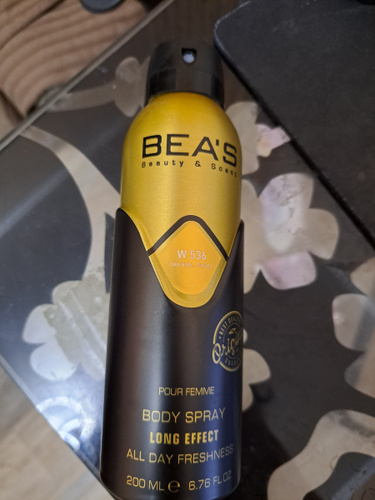 BEA'S
Beauty & Scent
W 536
Original
POUR FEMME
BODY SPRAY
LONG EFFECT
ALL DAY FRESHNESS
200 ML e 6.76 FL OZ